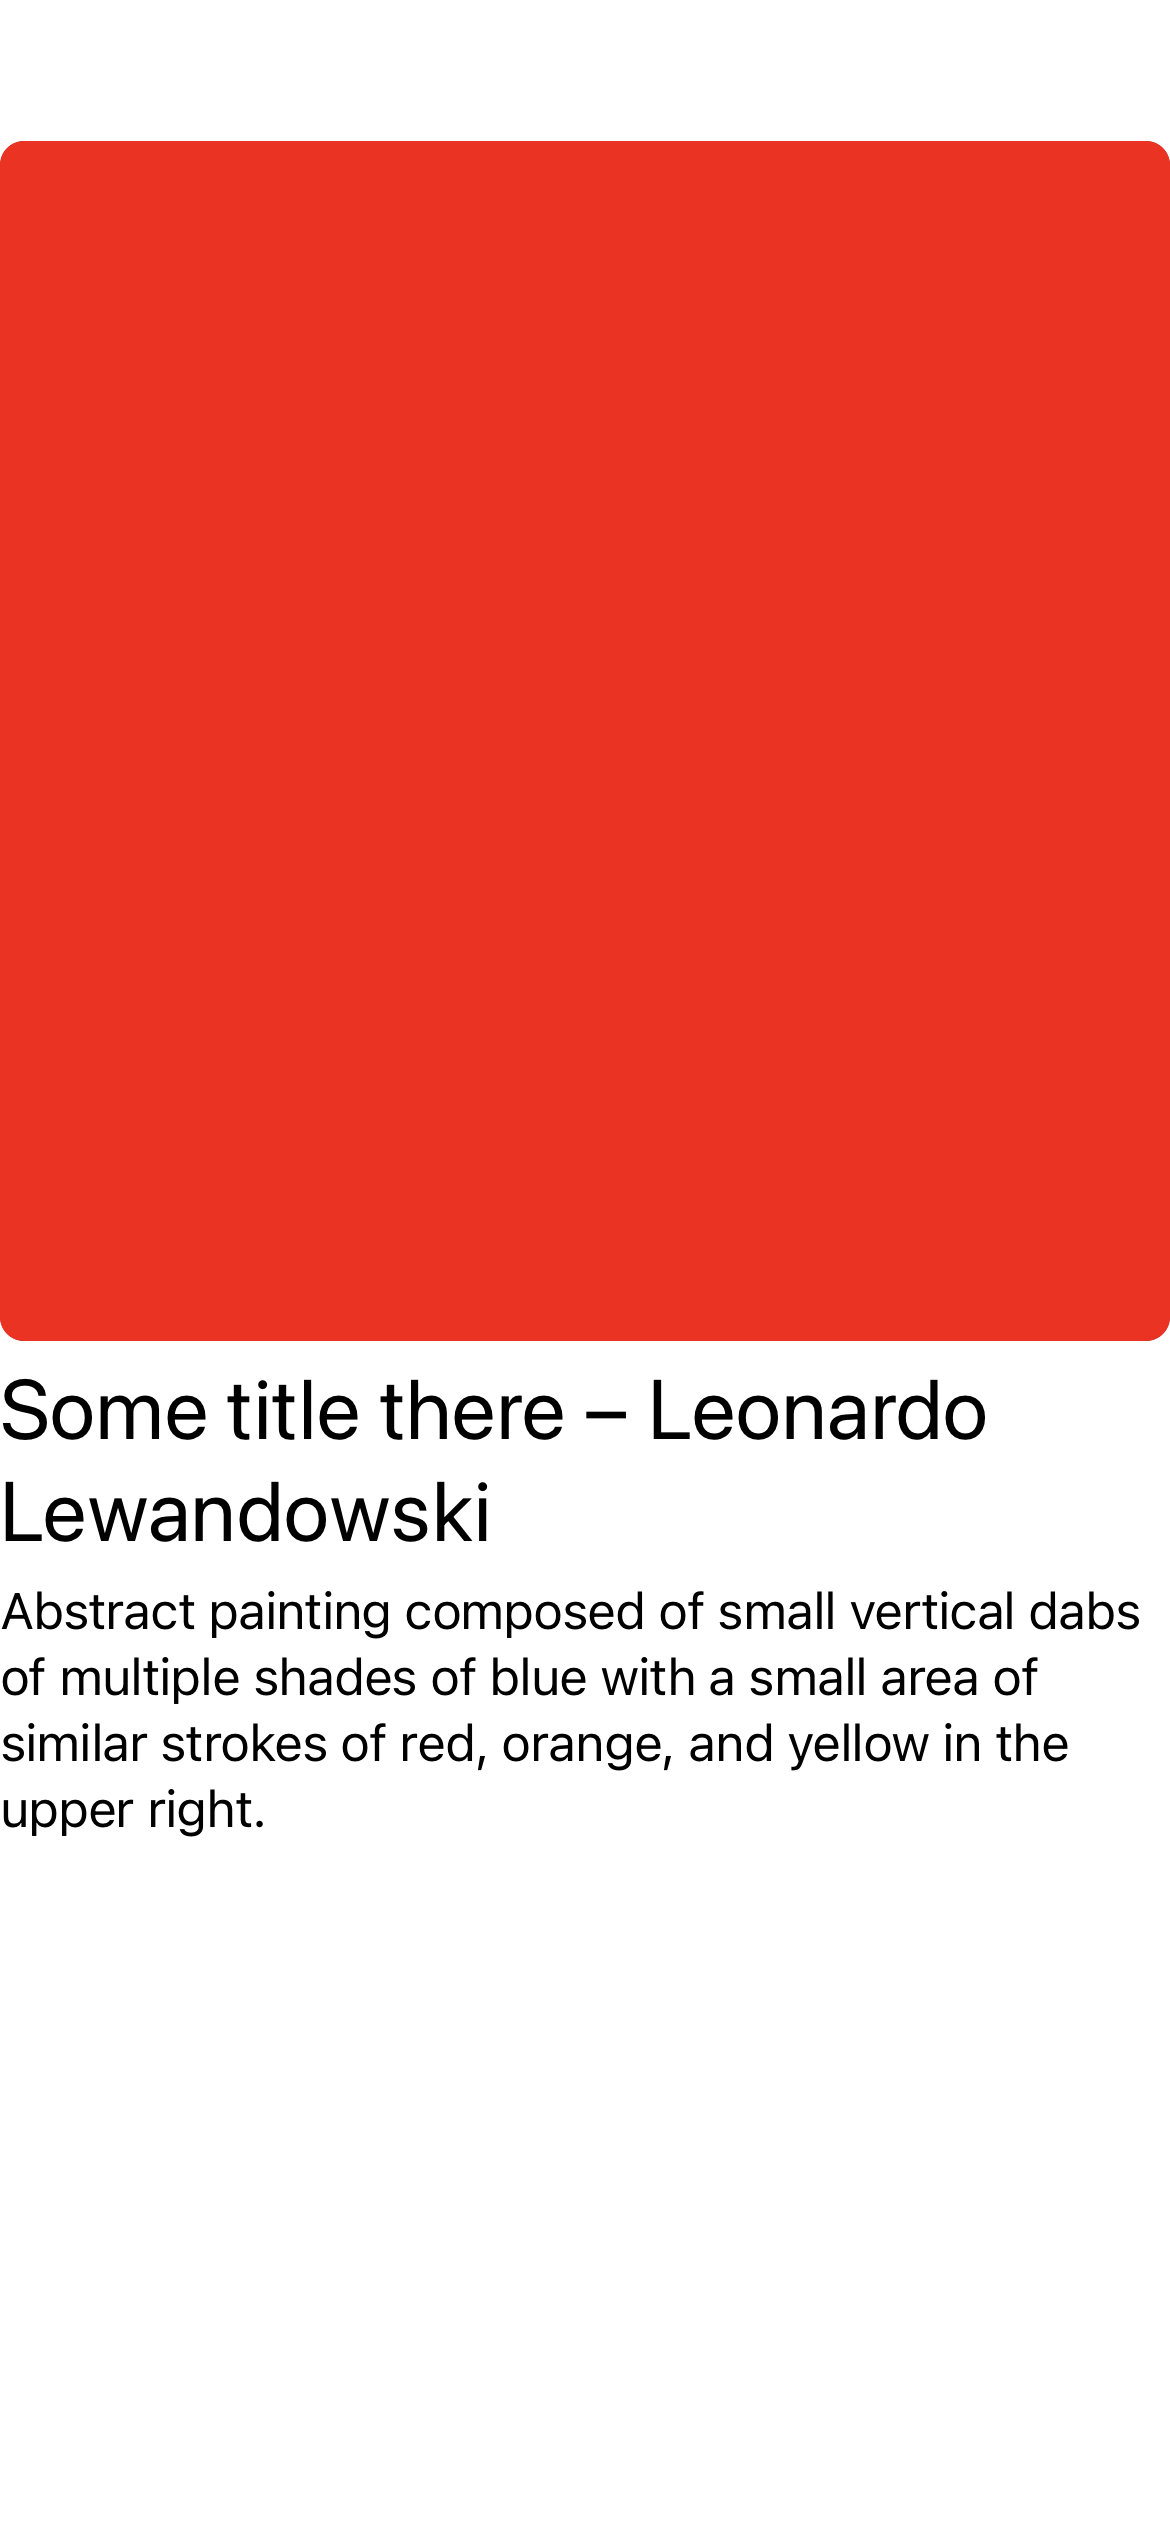 Some title there – Leonardo
Lewandowski
Abstract painting composed of small vertical dabs
of multiple shades of blue with a small area of
similar strokes of red, orange, and yellow in the
upper right.